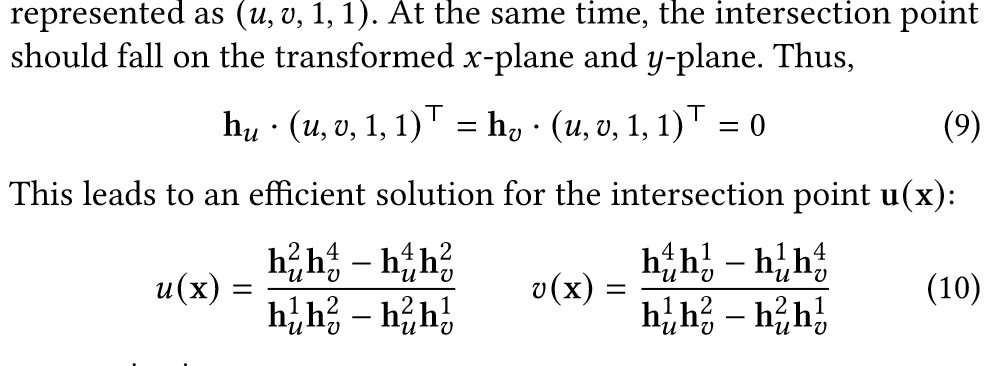 represented as (u, v, 1, 1). At the same time, the intersection point
should fall on the transformed x-plane and y-plane. Thus,
h_u · (u, v, 1, 1)^⊤ = h_v · (u, v, 1, 1)^⊤ = 0 (9)
This leads to an efficient solution for the intersection point u(x):
u(x) = (h_u^2 h_v^4 − h_u^4 h_v^2) / (h_u^1 h_v^2 − h_u^2 h_v^1) v(x) = (h_u^4 h_v^1 − h_u^1 h_v^4) / (h_u^1 h_v^2 − h_u^2 h_v^1) (10)